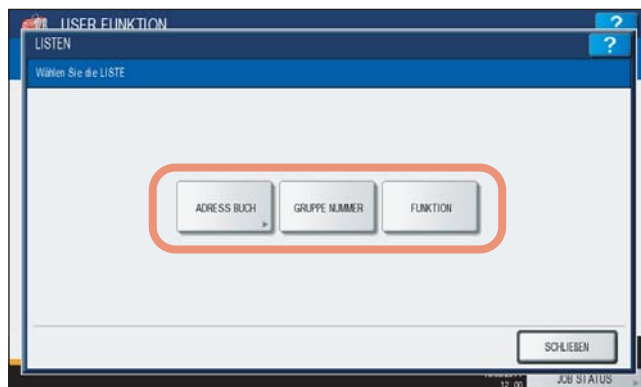 USER FUNKTION
?
LISTEN
?
Wählen Sie die LISTE
ADRESS BUCH
GRUPPE NUMMER
FUNKTION
SCHLIEßEN
12:00
JOB STATUS